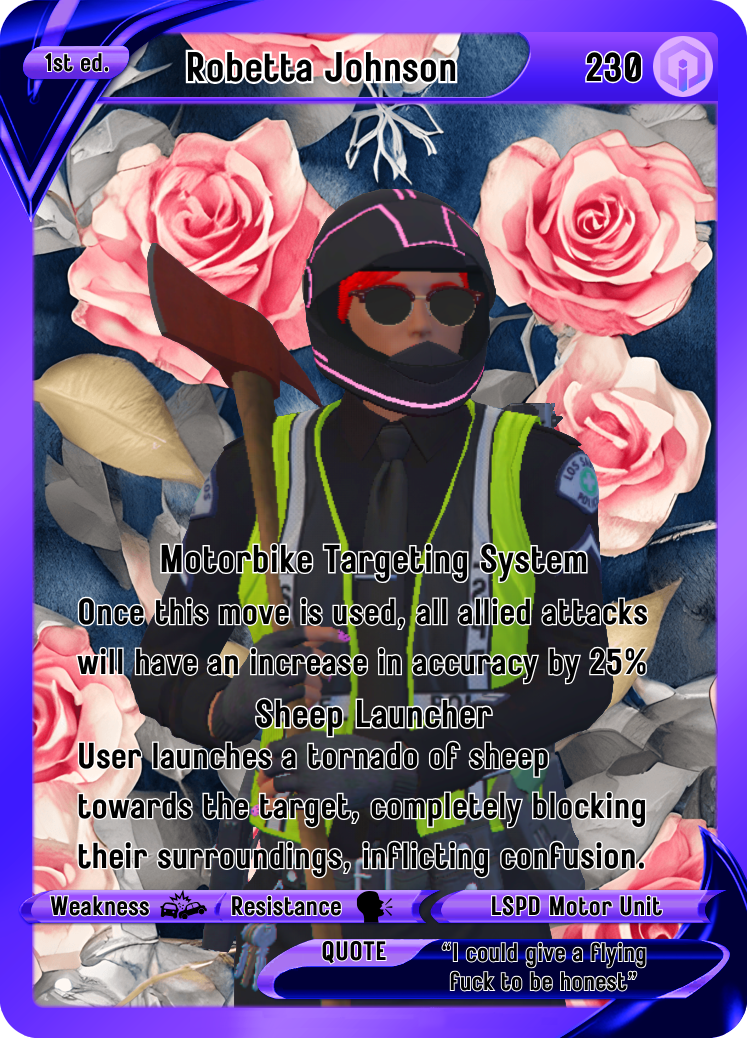 1st ed.
Robetta Johnson
230
Motorbike Targeting System
Once this move is used, all allied attacks
will have an increase in accuracy by 25%
Sheep Launcher
User launches a tornado of sheep
towards the target, completely blocking
their surroundings, inflicting confusion.
Weakness
Resistance
LSPD Motor Unit
QUOTE
“I could give a flying
fuck to be honest”